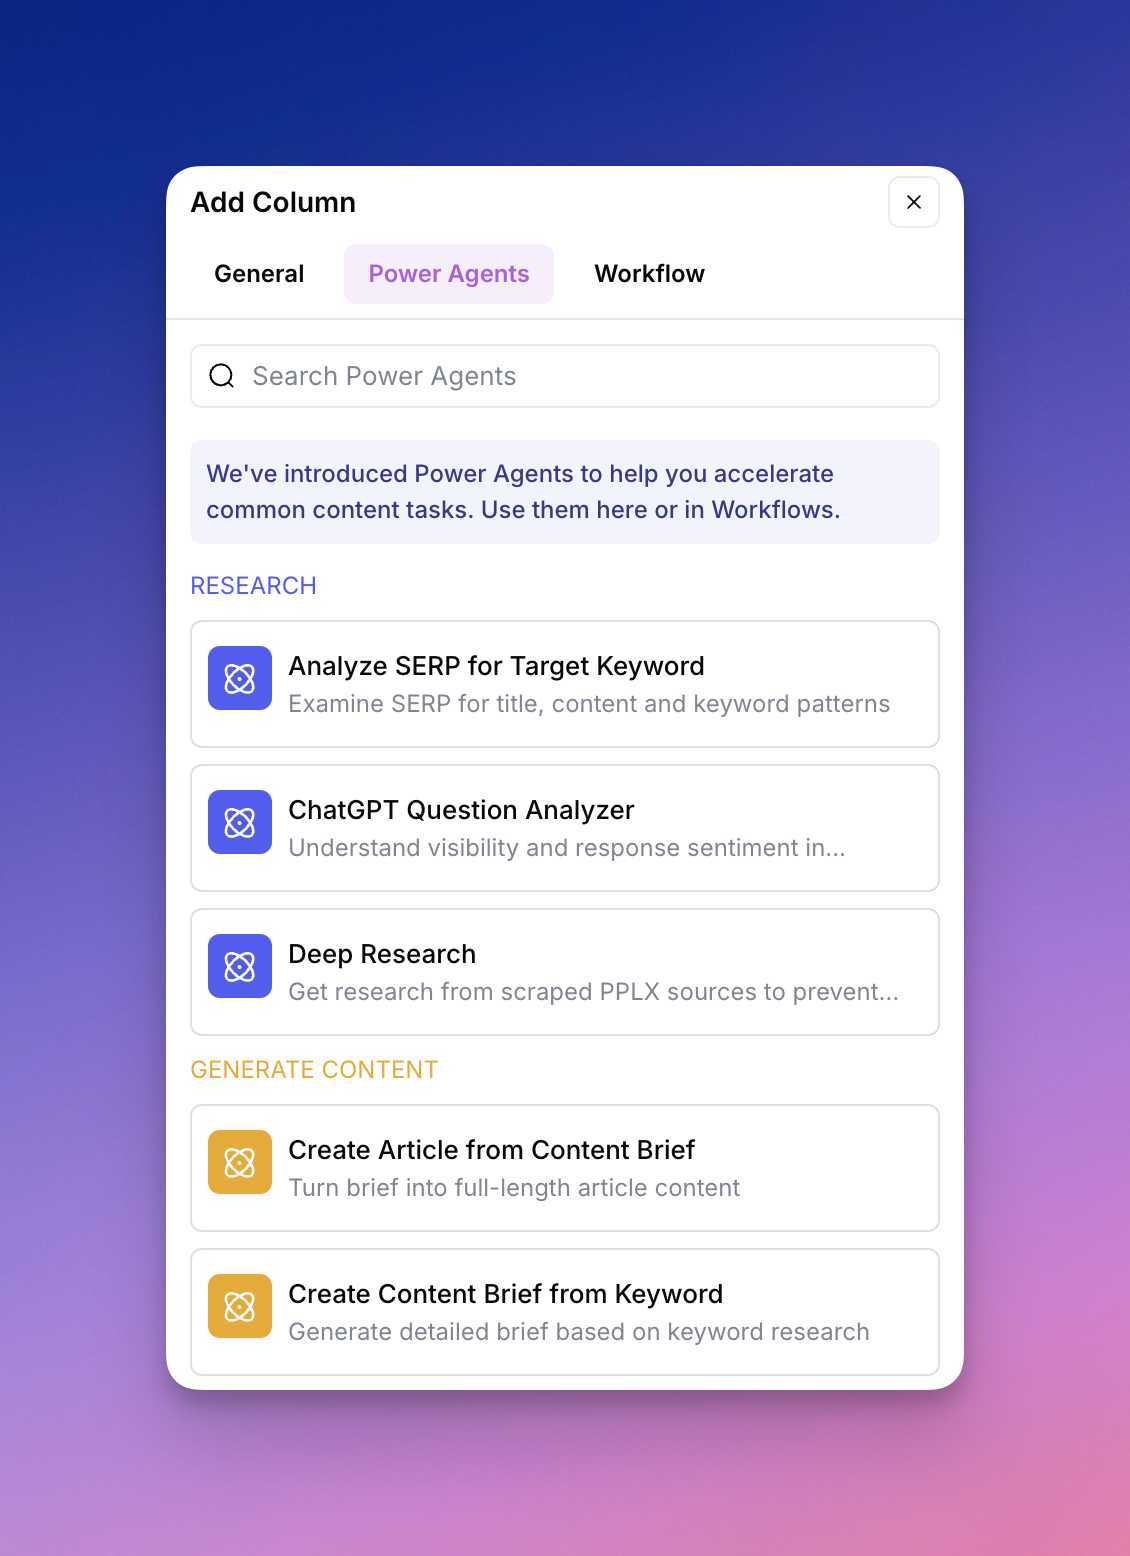 Add Column
General
Power Agents
Workflow
Search Power Agents
We've introduced Power Agents to help you accelerate
common content tasks. Use them here or in Workflows.
RESEARCH
Analyze SERP for Target Keyword
Examine SERP for title, content and keyword patterns
ChatGPT Question Analyzer
Understand visibility and response sentiment in...
Deep Research
Get research from scraped PPLX sources to prevent...
GENERATE CONTENT
Create Article from Content Brief
Turn brief into full-length article content
Create Content Brief from Keyword
Generate detailed brief based on keyword research